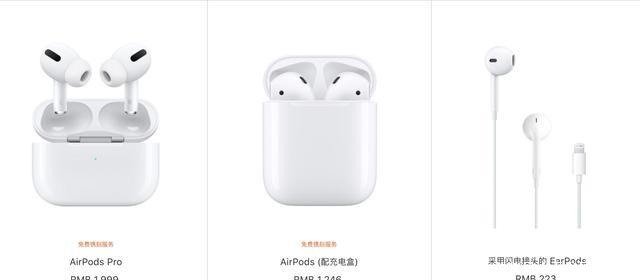 免费镌刻服务
AirPods Pro
RMB 1,999
免费镌刻服务
AirPods (配充电盒)
RMB 1,246
采用闪电接头的 EarPods
RMB 223